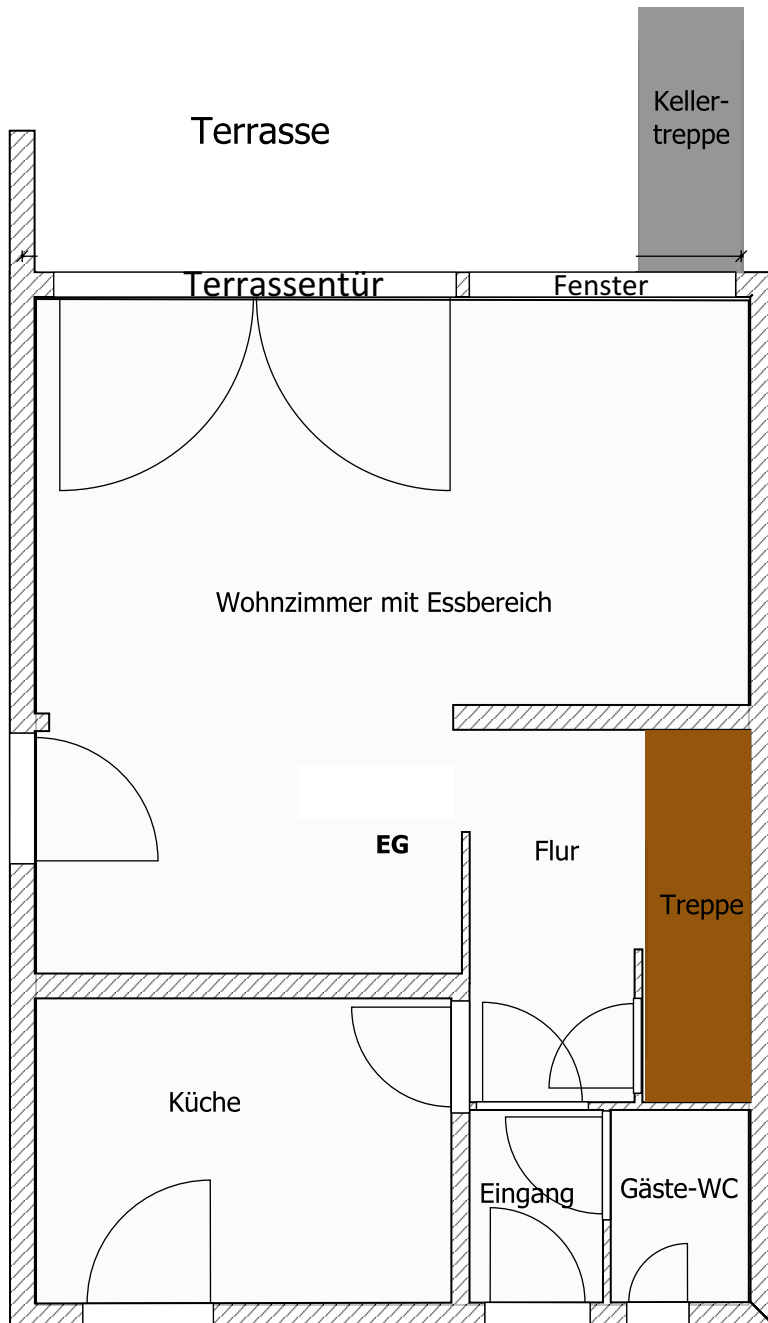 Keller-
treppe
Terrasse
Terrassentür
Fenster
Wohnzimmer mit Essbereich
EG
Flur
Treppe
Küche
Eingang
Gäste-WC